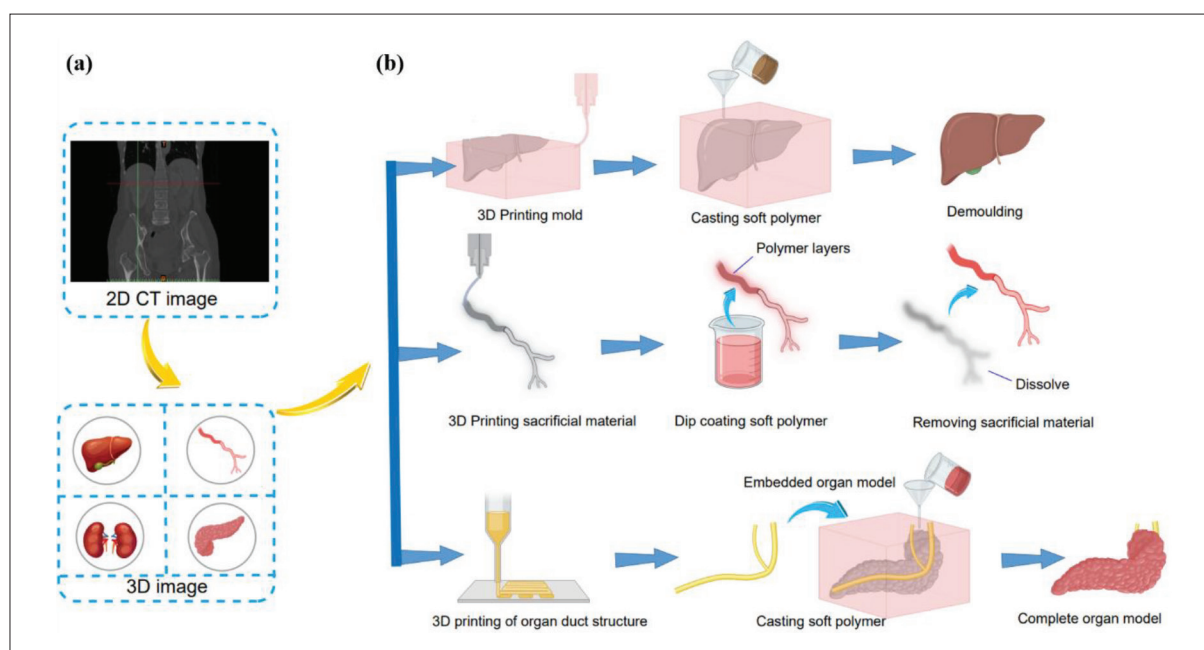 (a)
2D CT image
3D image
(b)
3D Printing mold
Casting soft polymer
Demoulding
Polymer layers
Dissolve
3D Printing sacrificial material
Dip coating soft polymer
Removing sacrificial material
Embedded organ model
3D printing of organ duct structure
Casting soft polymer
Complete organ model